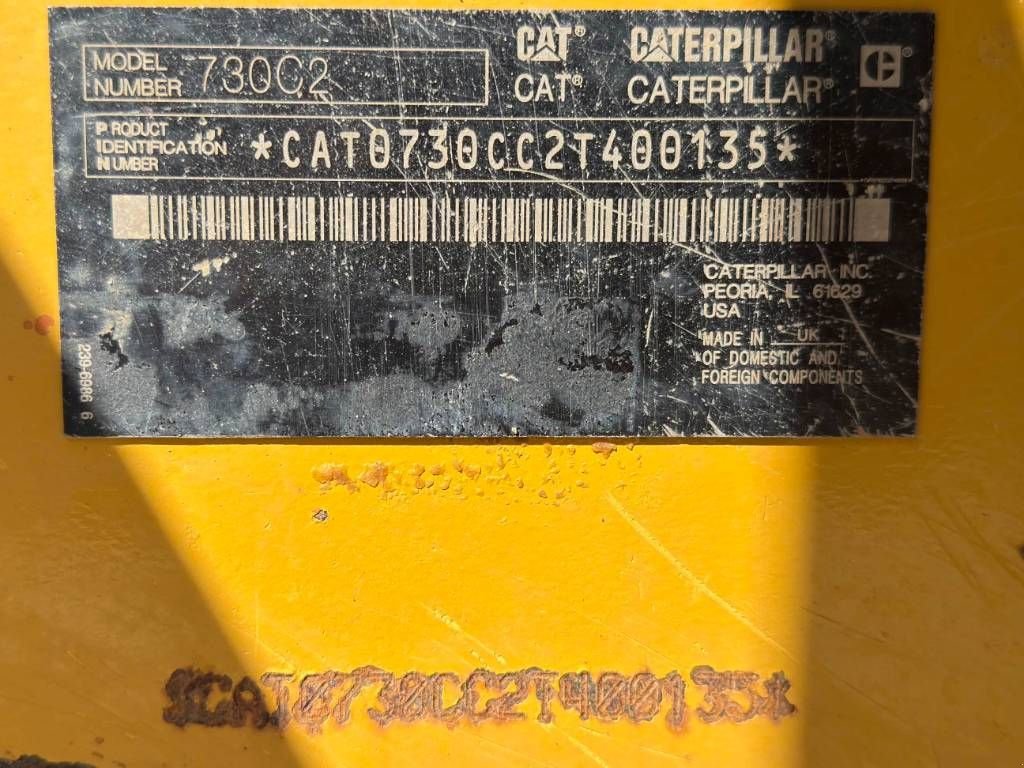 MODEL NUMBER 730C2
CAT® CATERPILLAR® ®
CAT® CATERPILLAR®
PRODUCT IDENTIFICATION NUMBER *CAT0730CC2T400135*
CATERPILLAR INC.
PEORIA, IL 61629
USA
MADE IN UK
*OF DOMESTIC AND
FOREIGN COMPONENTS
239-6986 6
*CAT0730CC2T400135*